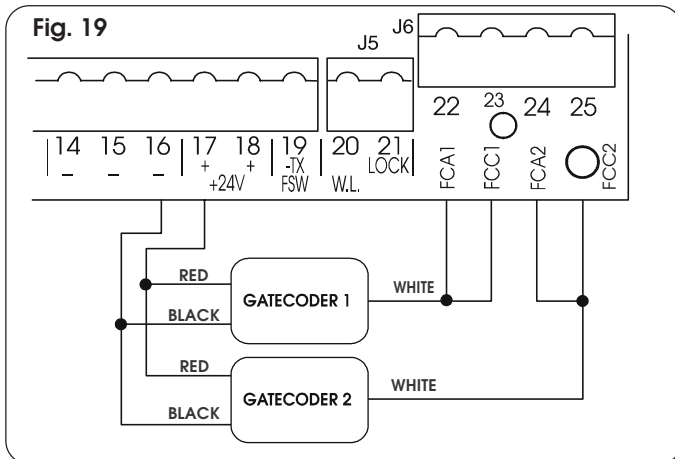 Fig. 19
J5
J6
22 23 24 25
14 15 16 17 18 19 20 21
FCA1 FCC1 FCA2 FCC2
– – – + + -TX LOCK
+24V FSW W.L.
RED
GATECODER 1
WHITE
BLACK
RED
GATECODER 2
WHITE
BLACK